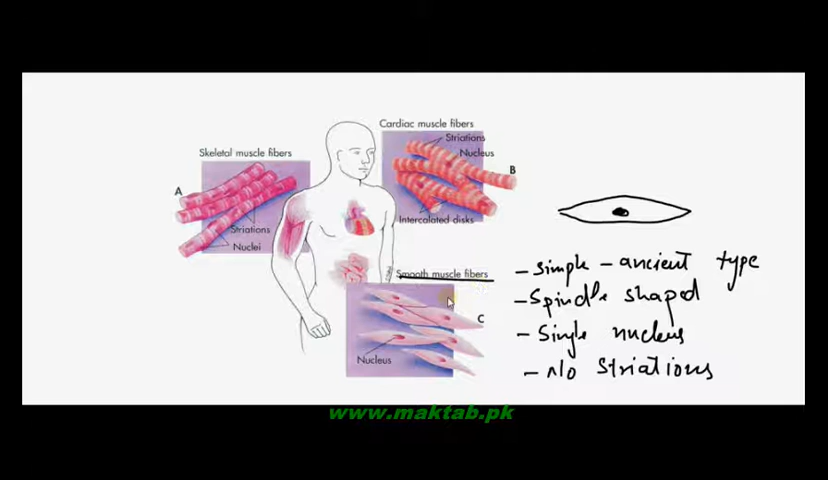 Cardiac muscle fibers
Striations
Nucleus
B
Intercalated disks
Skeletal muscle fibers
A
Striations
Nuclei
Smooth muscle fibers
C
Nucleus
- Simple - ancient type
- Spindle shaped
- Single nucleus
- No Striations
www.maktab.pk